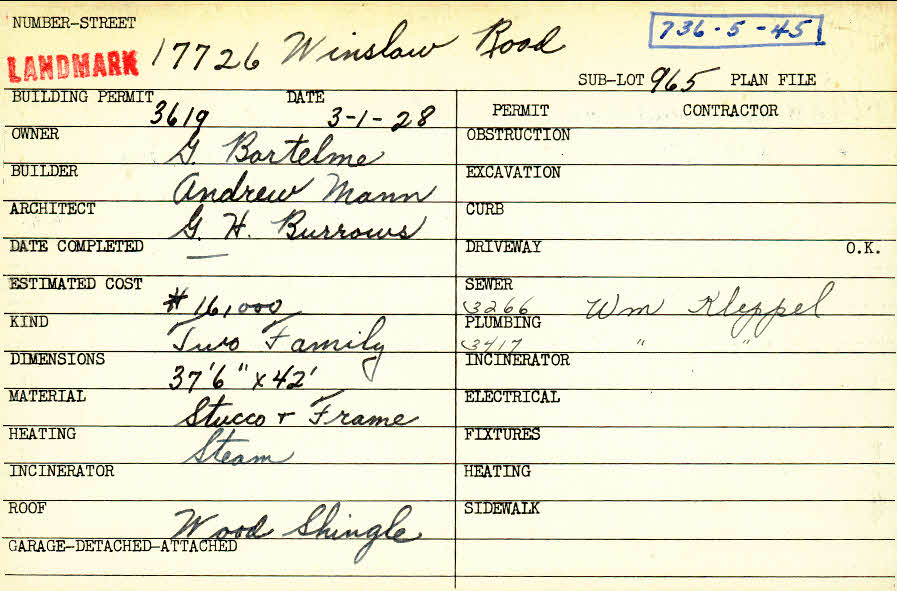 NUMBER-STREET
LANDMARK 17726 Winslow Road
736-5-45
SUB-LOT 965 PLAN FILE
BUILDING PERMIT 3619 DATE 3-1-28
OWNER G. Bartelme
BUILDER Andrew Mann
ARCHITECT G. H. Burrows
DATE COMPLETED —
ESTIMATED COST $16,000
KIND Two Family
DIMENSIONS 37'6" x 42'
MATERIAL Stucco + Frame
HEATING Steam
INCINERATOR
ROOF Wood Shingle
GARAGE-DETACHED-ATTACHED
PERMIT CONTRACTOR
OBSTRUCTION
EXCAVATION
CURB
DRIVEWAY O.K.
SEWER 3266 Wm Kleppel
PLUMBING 3417 " "
INCINERATOR
ELECTRICAL
FIXTURES
HEATING
SIDEWALK